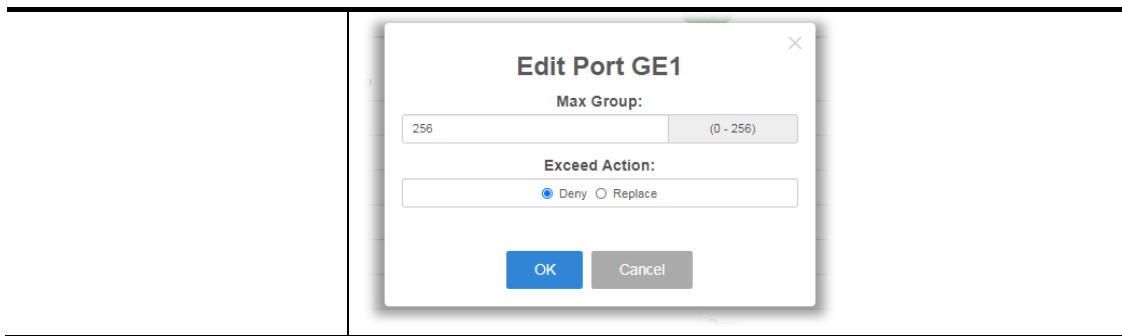 Edit Port GE1
Max Group:
256 (0 - 256)
Exceed Action:
Deny Replace
OK Cancel